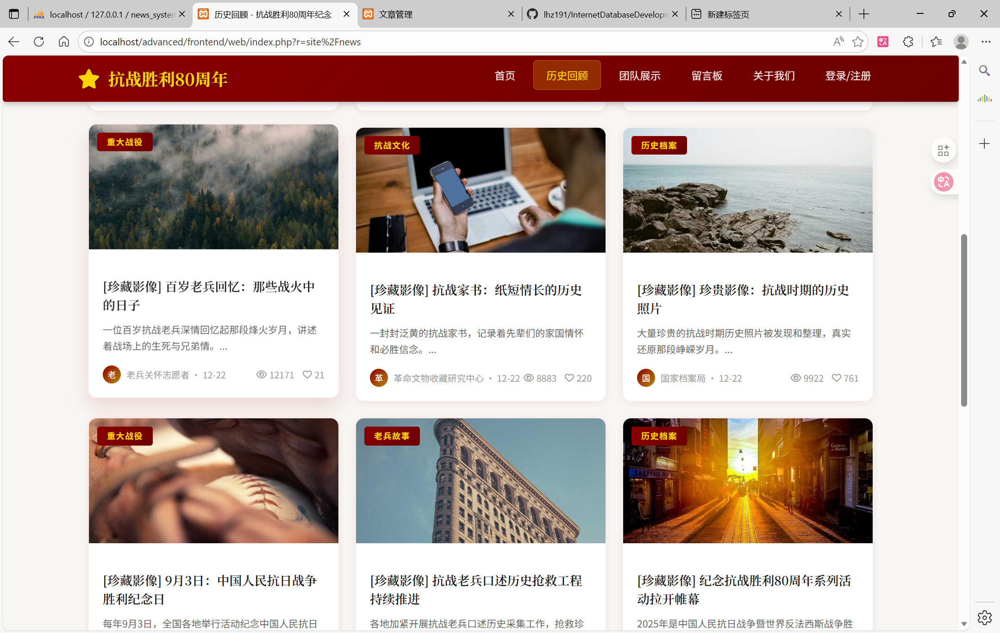 localhost / 127.0.0.1 / news_system
历史回顾 - 抗战胜利80周年纪念
文章管理
lhz191/InternetDatabaseDevelopm
新建标签页
localhost/advanced/frontend/web/index.php?r=site%2Fnews
抗战胜利80周年
首页
历史回顾
团队展示
留言板
关于我们
登录/注册
重大战役
抗战文化
历史档案
[珍藏影像] 百岁老兵回忆：那些战火中
的日子
一位百岁抗战老兵深情回忆起那段烽火岁月，讲述
着战场上的生死与兄弟情。...
老 老兵关怀志愿者 • 12-22 12171 21
[珍藏影像] 抗战家书：纸短情长的历史
见证
一封封泛黄的抗战家书，记录着先辈们的家国情怀
和必胜信念。...
革 革命文物收藏研究中心 • 12-22 8883 220
[珍藏影像] 珍贵影像：抗战时期的历史
照片
大量珍贵的抗战时期历史照片被发现和整理，真实
还原那段峥嵘岁月。...
国 国家档案局 • 12-22 9922 761
重大战役
老兵故事
历史档案
Galerie
des dunes
soldes
[珍藏影像] 9月3日：中国人民抗日战争
胜利纪念日
每年9月3日，全国各地举行活动纪念中国人民抗日
[珍藏影像] 抗战老兵口述历史抢救工程
持续推进
各地加紧开展抗战老兵口述历史采集工作，抢救珍
[珍藏影像] 纪念抗战胜利80周年系列活
动拉开帷幕
2025年是中国人民抗日战争暨世界反法西斯战争胜